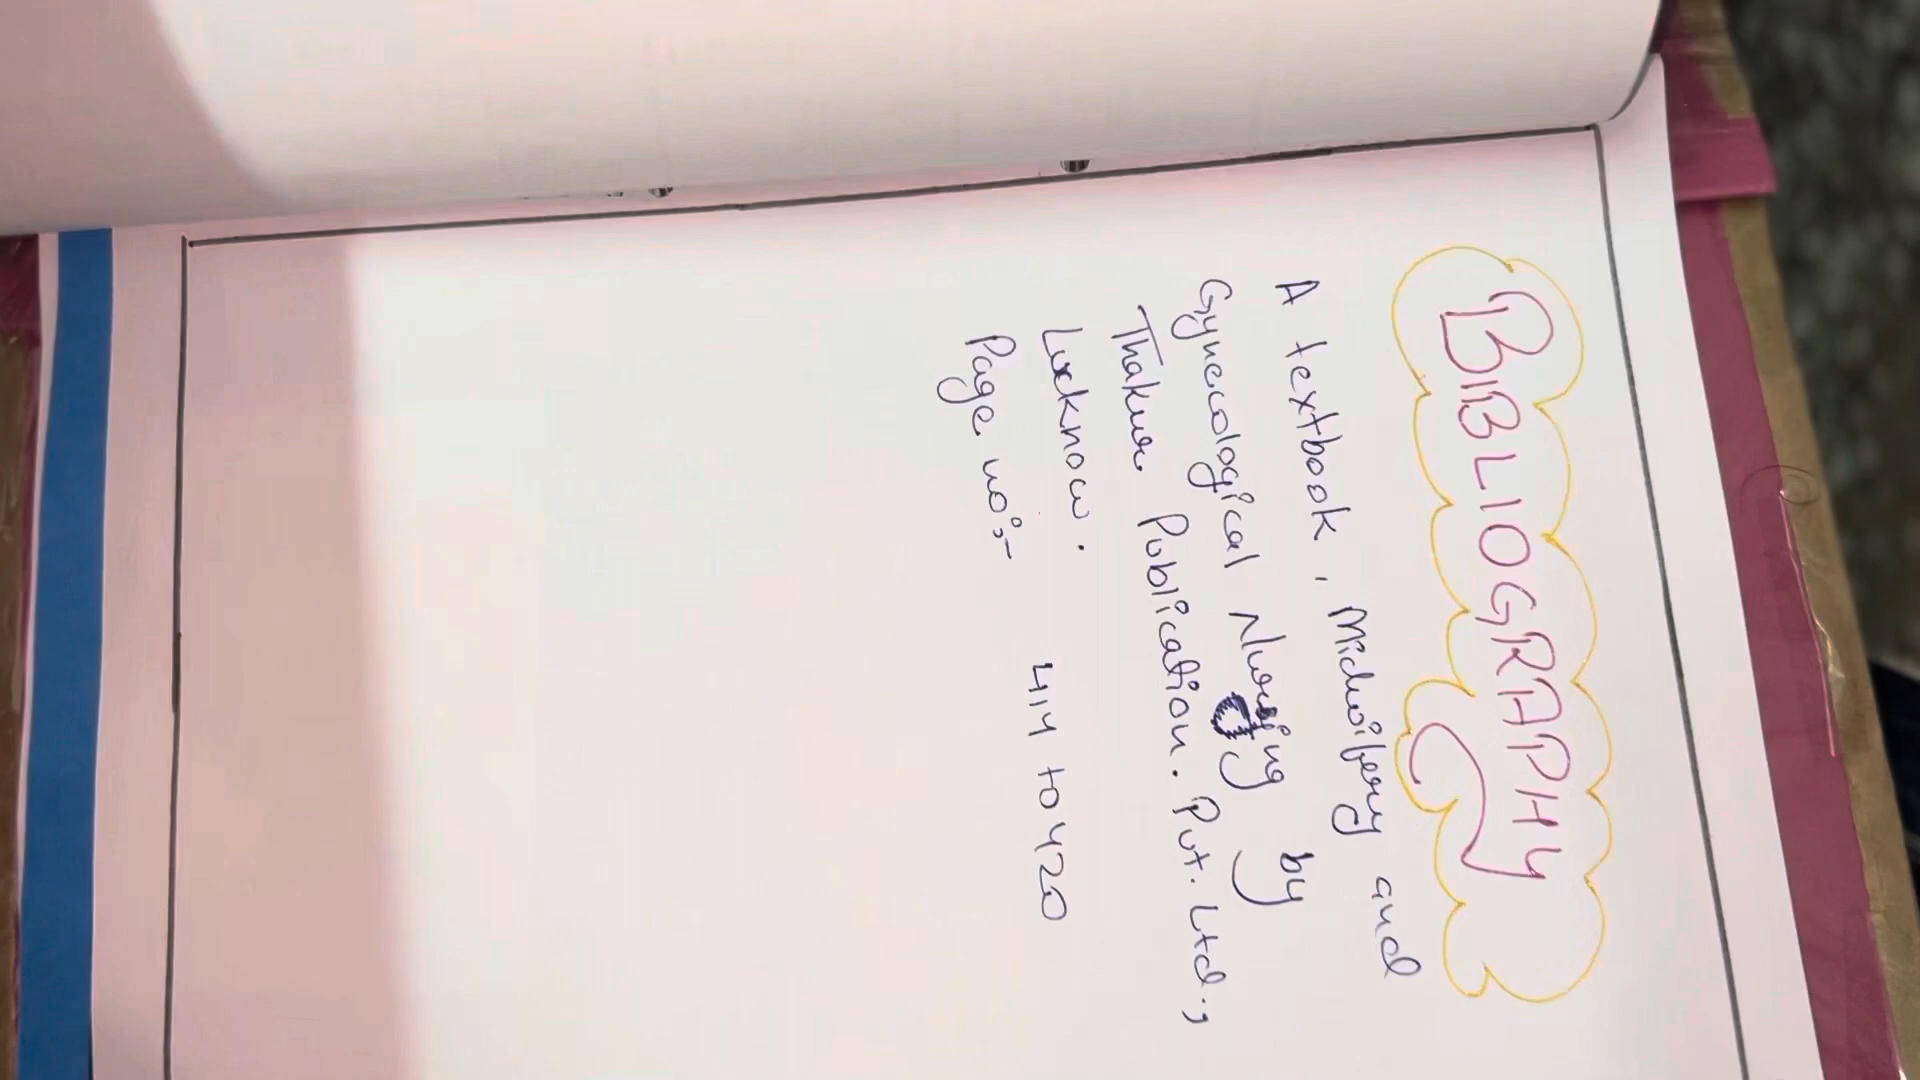 BIBLIOGRAPHY
A textbook, Midwifery and
Gynecological Nursing by
Thakur Publication. Pvt. Ltd.,
Lucknow.
Page no:- 414 to 420